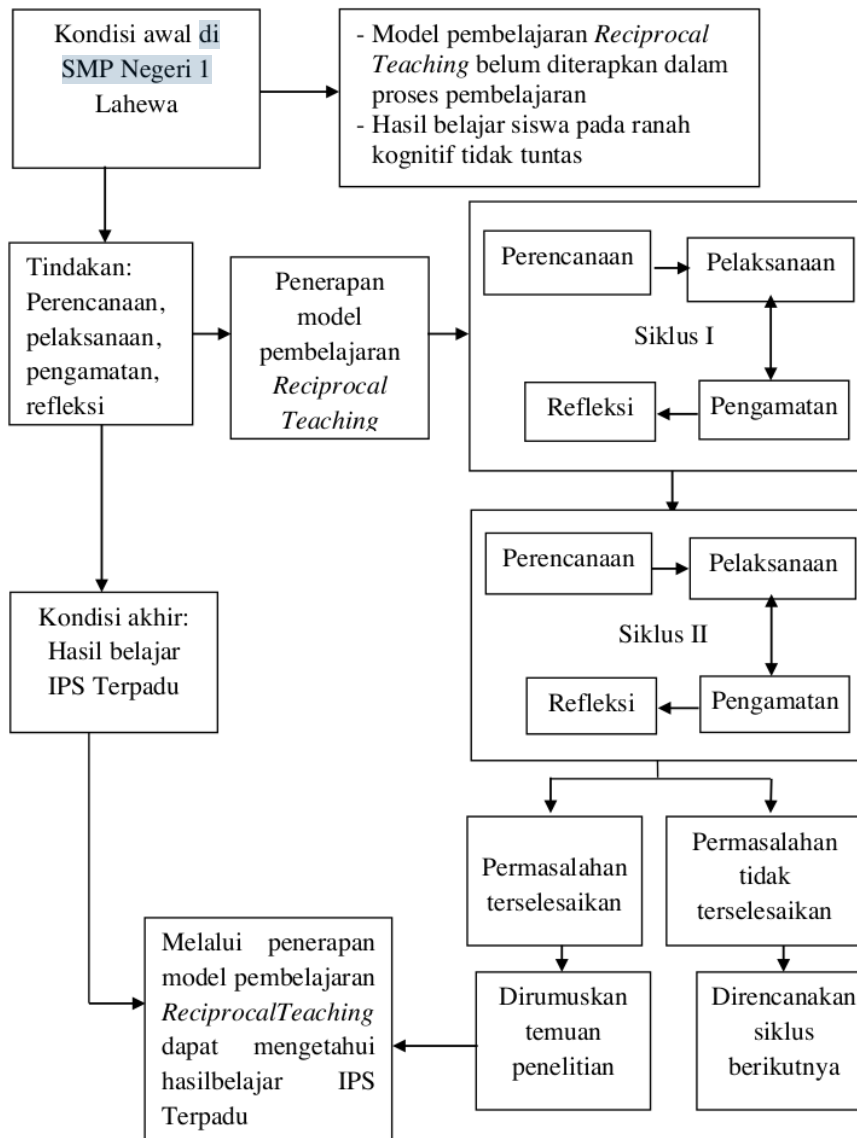 Kondisi awal di
SMP Negeri 1
Lahewa
- Model pembelajaran Reciprocal
Teaching belum diterapkan dalam
proses pembelajaran
- Hasil belajar siswa pada ranah
kognitif tidak tuntas
Tindakan:
Perencanaan,
pelaksanaan,
pengamatan,
refleksi
Penerapan
model
pembelajaran
Reciprocal
Teaching
Perencanaan
Pelaksanaan
Siklus I
Refleksi
Pengamatan
Perencanaan
Pelaksanaan
Siklus II
Refleksi
Pengamatan
Kondisi akhir:
Hasil belajar
IPS Terpadu
Permasalahan
terselesaikan
Permasalahan
tidak
terselesaikan
Dirumuskan
temuan
penelitian
Direncanakan
siklus
berikutnya
Melalui penerapan
model pembelajaran
ReciprocalTeaching
dapat mengetahui
hasilbelajar IPS
Terpadu